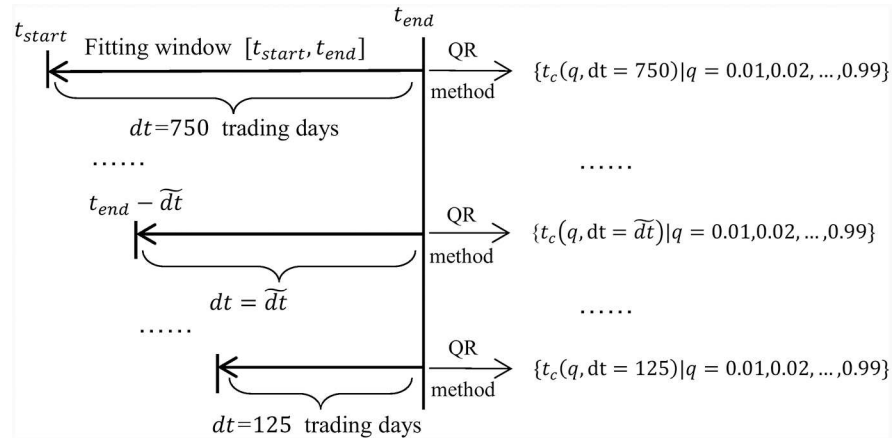 t_end
t_start
Fitting window [t_start, t_end]
QR
method
{t_c(q, dt = 750)|q = 0.01,0.02, …,0.99}
dt=750 trading days
……
……
t_end − d͠t
QR
method
{t_c(q, dt = d͠t)|q = 0.01,0.02, …,0.99}
dt = d͠t
……
……
QR
method
{t_c(q, dt = 125)|q = 0.01,0.02, …,0.99}
dt=125 trading days